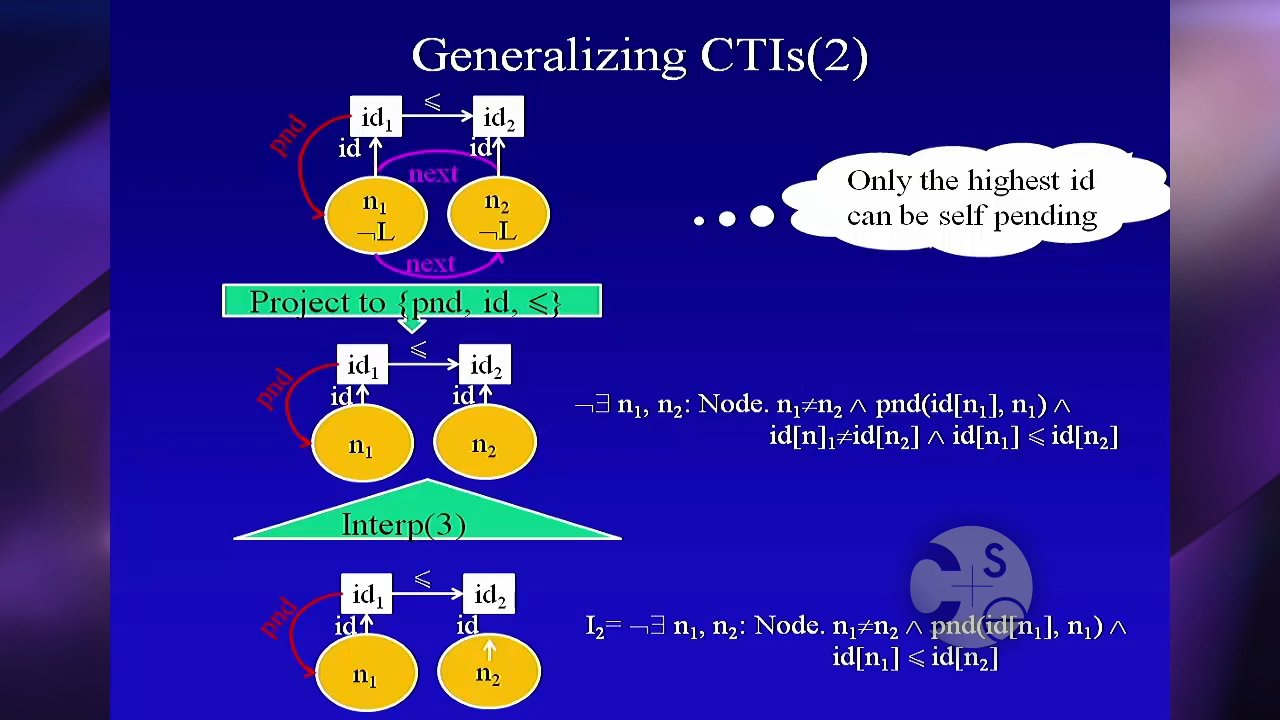 Generalizing CTIs(2)
id₁ ⩽ id₂
pnd
id id
next
n₁ n₂
¬L ¬L
next
Only the highest id
can be self pending
Project to {pnd, id, ⩽}
id₁ ⩽ id₂
pnd
id id
n₁ n₂
¬∃ n₁, n₂: Node. n₁≠n₂ ∧ pnd(id[n₁], n₁) ∧
id[n]₁≠id[n₂] ∧ id[n₁] ⩽ id[n₂]
Interp(3)
id₁ ⩽ id₂
pnd
id id
n₁ n₂
I₂= ¬∃ n₁, n₂: Node. n₁≠n₂ ∧ pnd(id[n₁], n₁) ∧
id[n₁] ⩽ id[n₂]
C+S